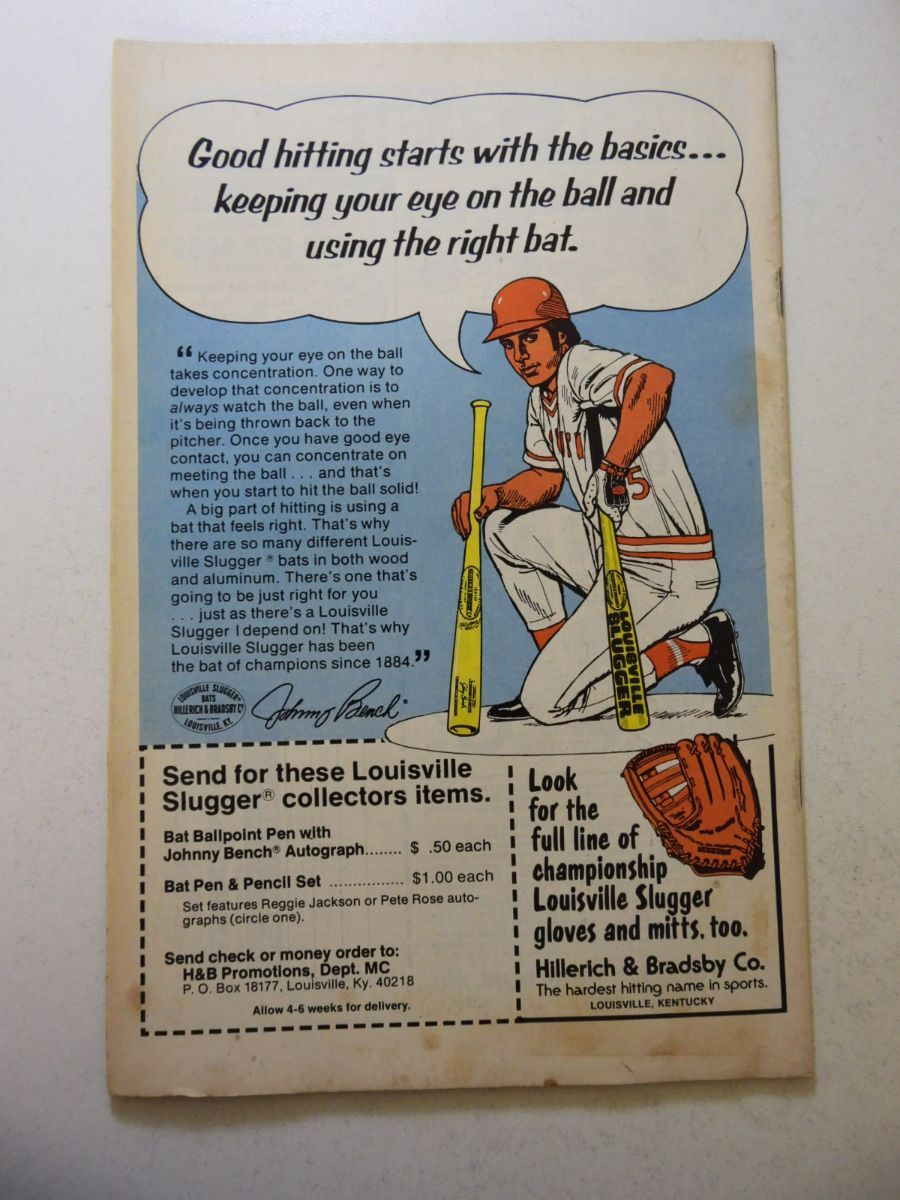 Good hitting starts with the basics...
keeping your eye on the ball and
using the right bat.
“ Keeping your eye on the ball
takes concentration. One way to
develop that concentration is to
always watch the ball, even when
it's being thrown back to the
pitcher. Once you have good eye
contact, you can concentrate on
meeting the ball . . . and that's
when you start to hit the ball solid!
A big part of hitting is using a
bat that feels right. That's why
there are so many different Louis-
ville Slugger ® bats in both wood
and aluminum. There's one that's
going to be just right for you
. . . just as there's a Louisville
Slugger I depend on! That's why
Louisville Slugger has been
the bat of champions since 1884.”
5
LOUISVILLE
SLUGGER
LOUISVILLE SLUGGER®
BATS
HILLERICH & BRADSBY Co
LOUISVILLE, KY.
Johnny Bench®
Send for these Louisville
Slugger® collectors items.
Bat Ballpoint Pen with
Johnny Bench® Autograph........ $ .50 each
Bat Pen & Pencil Set ................ $1.00 each
Set features Reggie Jackson or Pete Rose auto-
graphs (circle one).
Send check or money order to:
H&B Promotions, Dept. MC
P. O. Box 18177, Louisville, Ky. 40218
Allow 4-6 weeks for delivery.
Look
for the
full line of
championship
Louisville Slugger®
gloves and mitts, too.
Hillerich & Bradsby Co.
The hardest hitting name in sports.
LOUISVILLE, KENTUCKY